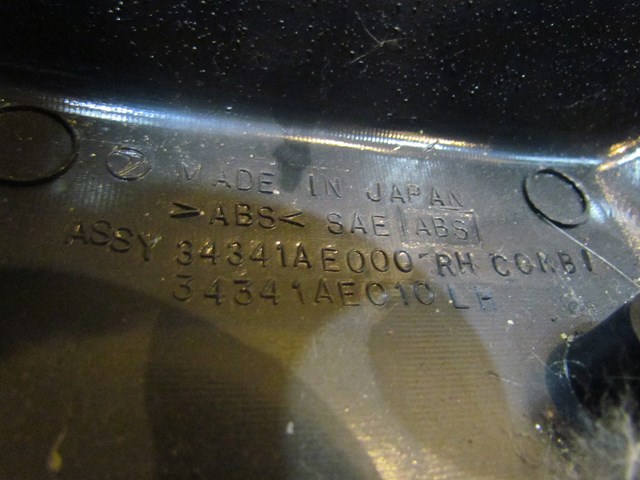 MADE IN JAPAN
>ABS< SAE ABS
ASSY 34341AE000 RH COMBI
34341AE010 LH